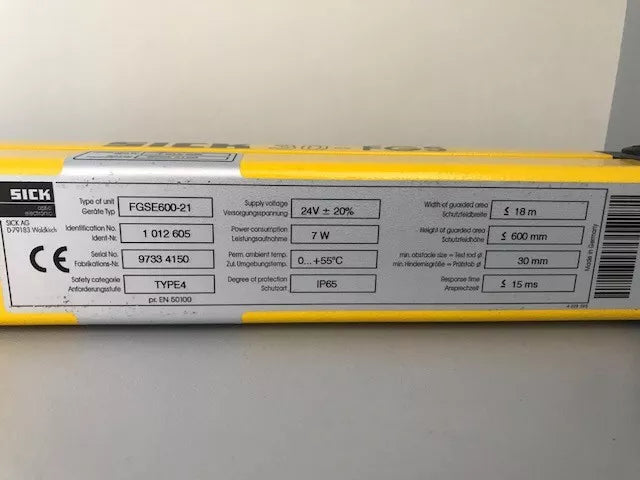 SICK
FGS
SICK
optic
electronic
SICK AG
D-79183 Waldkirch
CE
Type of unit
Geräte Typ
FGSE600-21
Identification No.
Ident-Nr.
1 012 605
Serial No.
Fabrikations-Nr.
9733 4150
Safety categorie
Anforderungsstufe
TYPE4
pr. EN 50100
Supply voltage
Versorgungsspannung
24V ± 20%
Power consumption
Leistungsaufnahme
7 W
Perm. ambient temp.
Zul. Umgebungstemp.
0...+55°C
Degree of protection
Schutzart
IP65
Width of guarded area
Schutzfeldbreite
≤ 18 m
Height of guarded area
Schutzfeldhöhe
≤ 600 mm
min. obstacle size = Test rod ø
min. Hindernisgröße = Prüfstab ø
30 mm
Response time
Ansprechzeit
≤ 15 ms
Made in Germany